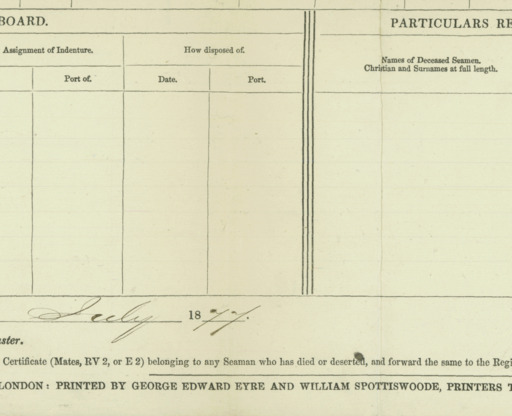 BOARD.
PARTICULARS RE
Assignment of Indenture.
How disposed of.
Names of Deceased Seamen.
Christian and Surnames at full length.
Port of.
Date.
Port.
July 1877.
ster.
Certificate (Mates, RV 2, or E 2) belonging to any Seaman who has died or deserted, and forward the same to the Regi
LONDON: PRINTED BY GEORGE EDWARD EYRE AND WILLIAM SPOTTISWOODE, PRINTERS T